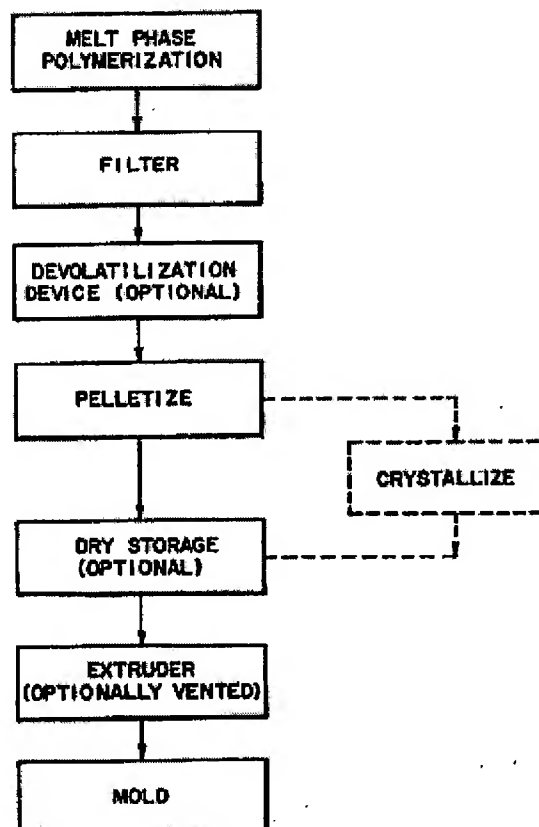 MELT PHASE
POLYMERIZATION
FILTER
DEVOLATILIZATION
DEVICE (OPTIONAL)
PELLETIZE
CRYSTALLIZE
DRY STORAGE
(OPTIONAL)
EXTRUDER
(OPTIONALLY VENTED)
MOLD